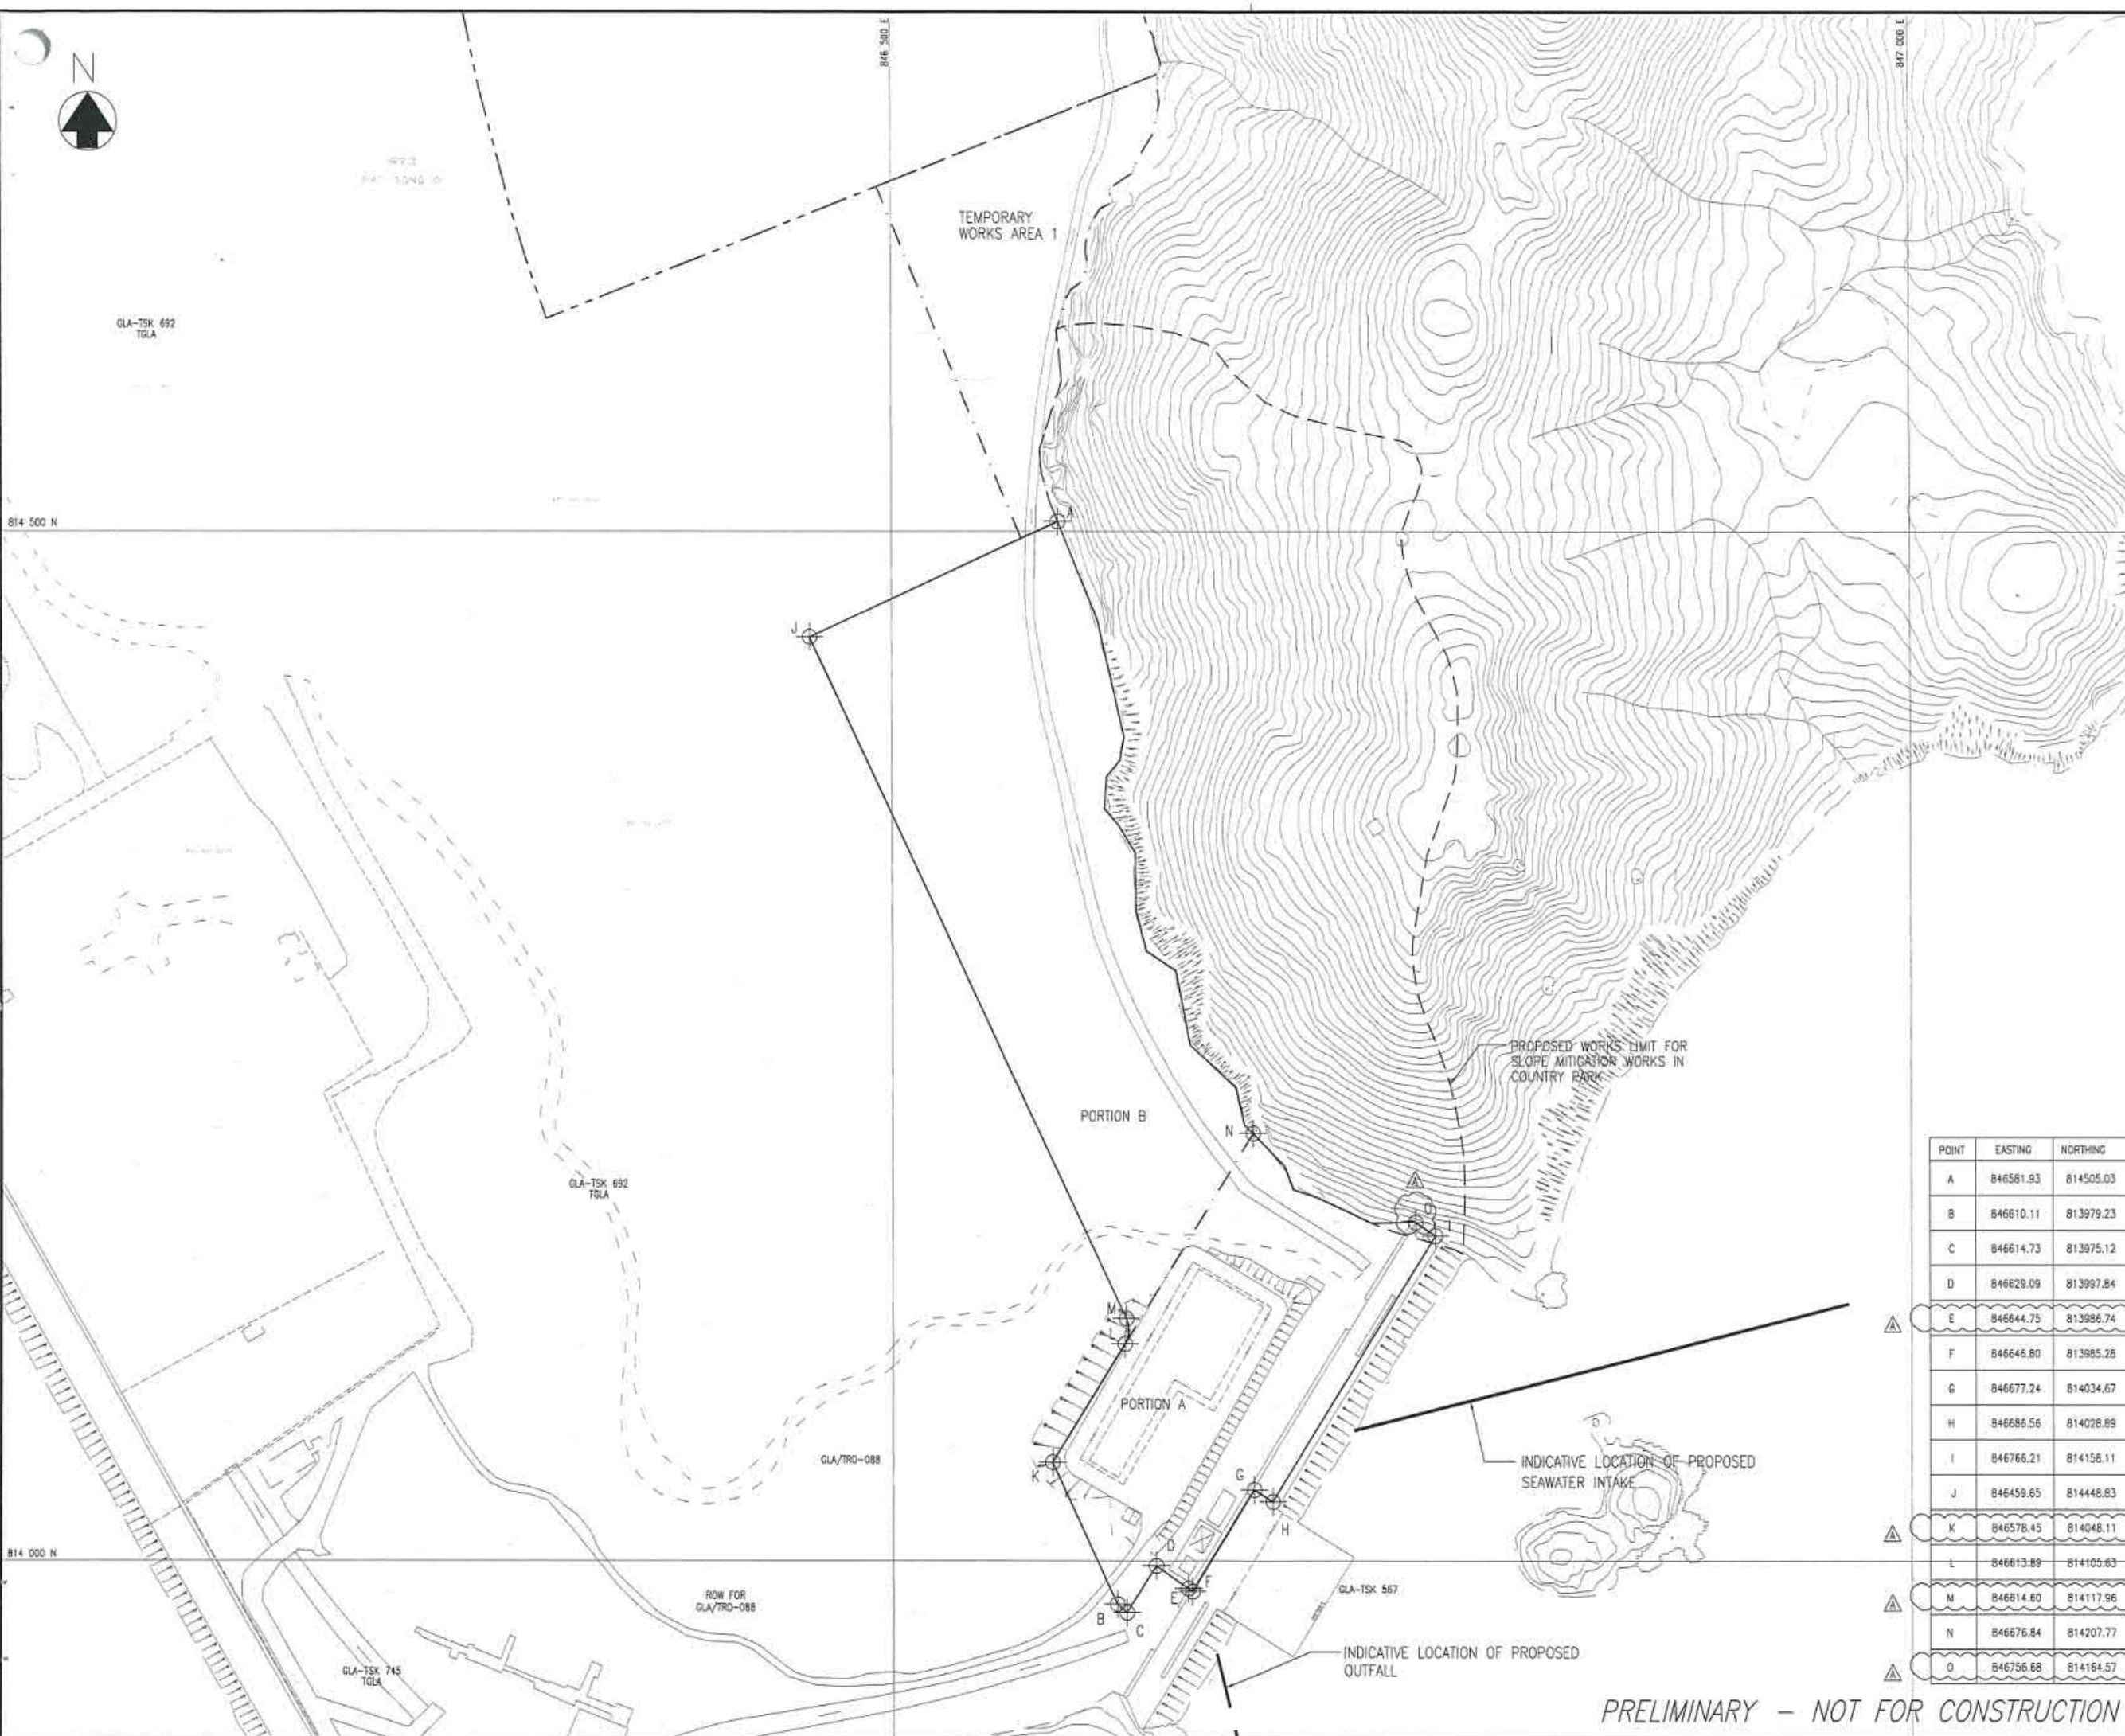 N
846 500 E
847 000 E
TEMPORARY
WORKS AREA 1
GLA-TSK 692
TGLA
814 500 N
A
J
PROPOSED WORKS LIMIT FOR
SLOPE MITIGATION WORKS IN
COUNTRY PARK
PORTION B
N
GLA-TSK 692
TGLA
A
O
I
M
L
PORTION A
GLA/TRD-088
K
G
H
INDICATIVE LOCATION OF PROPOSED
SEAWATER INTAKE
814 000 N
D
E
F
B
C
GLA-TSK 567
ROW FOR
GLA/TRD-088
GLA-TSK 745
TGLA
INDICATIVE LOCATION OF PROPOSED
OUTFALL
POINT EASTING NORTHING
A 846581.93 814505.03
B 846610.11 813979.23
C 846614.73 813975.12
D 846629.09 813997.84
A E 846644.75 813986.74
F 846646.80 813985.28
G 846677.24 814034.67
H 846686.56 814028.89
I 846766.21 814158.11
J 846459.65 814448.83
A K 846578.45 814048.11
L 846613.89 814105.63
A M 846614.60 814117.96
N 846676.84 814207.77
A O 846756.68 814164.57
PRELIMINARY – NOT FOR CONSTRUCTION